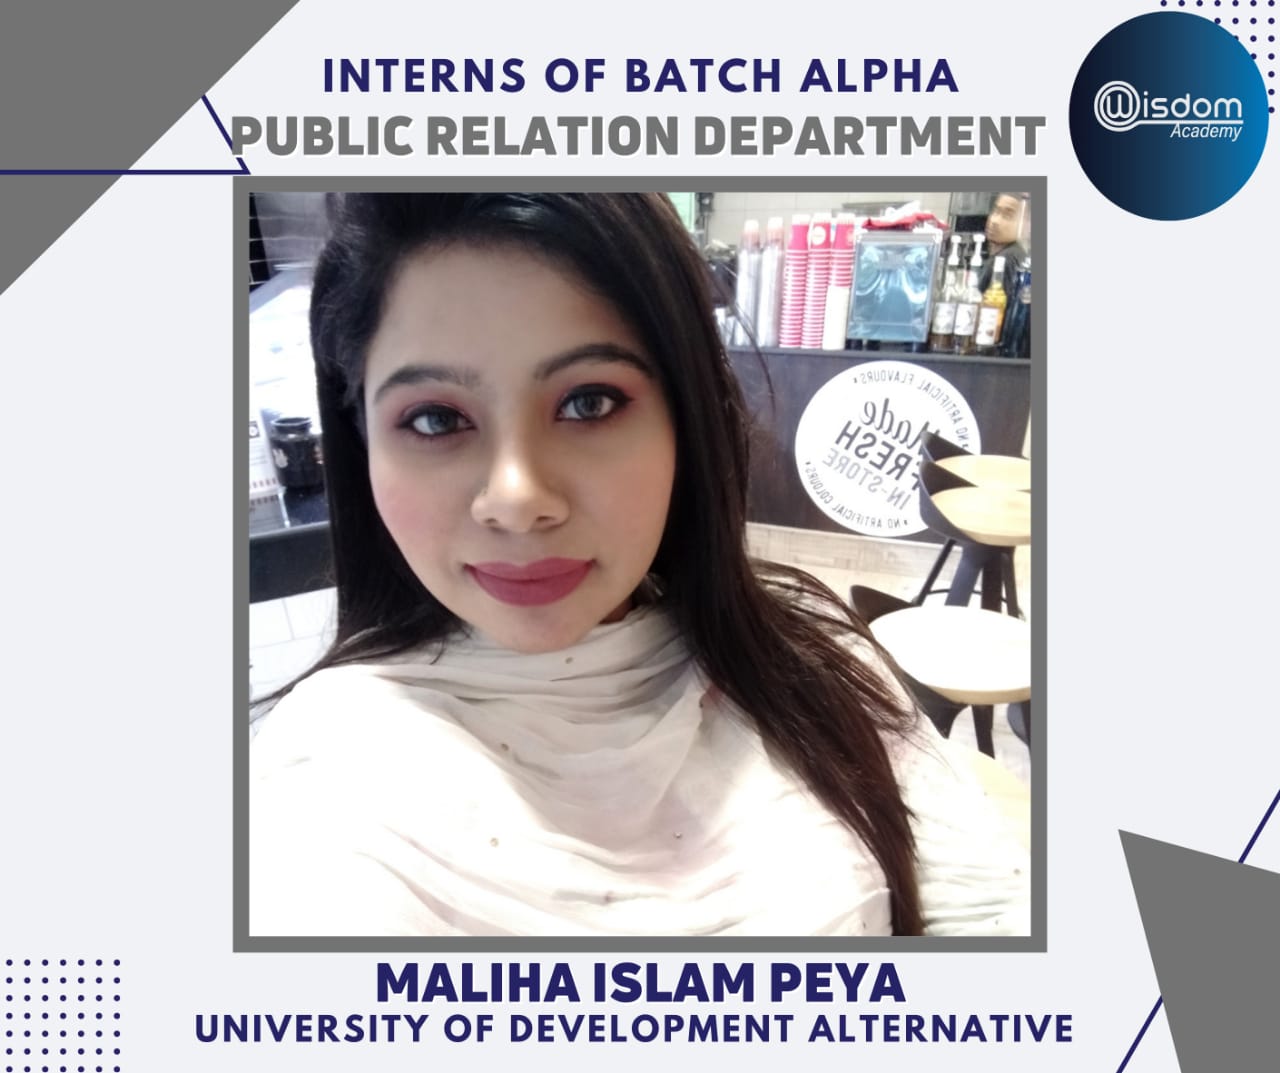 INTERNS OF BATCH ALPHA
PUBLIC RELATION DEPARTMENT
Wisdom
Academy
NO ARTIFICIAL FLAVOURS
Made
FRESH
IN-STORE
NO ARTIFICIAL COLOURS
MALIHA ISLAM PEYA
UNIVERSITY OF DEVELOPMENT ALTERNATIVE